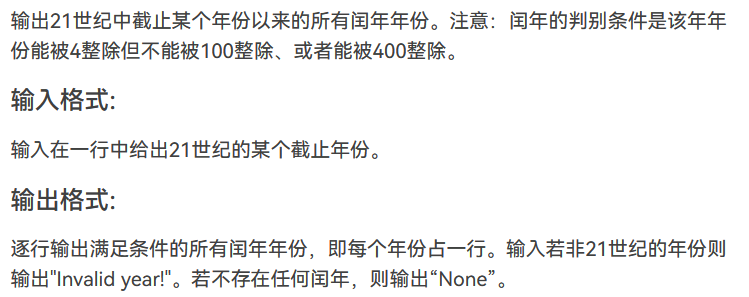 输出21世纪中截止某个年份以来的所有闰年年份。注意：闰年的判别条件是该年年
份能被4整除但不能被100整除、或者能被400整除。
输入格式:
输入在一行中给出21世纪的某个截止年份。
输出格式:
逐行输出满足条件的所有闰年年份，即每个年份占一行。输入若非21世纪的年份则
输出"Invalid year!"。若不存在任何闰年，则输出“None”。